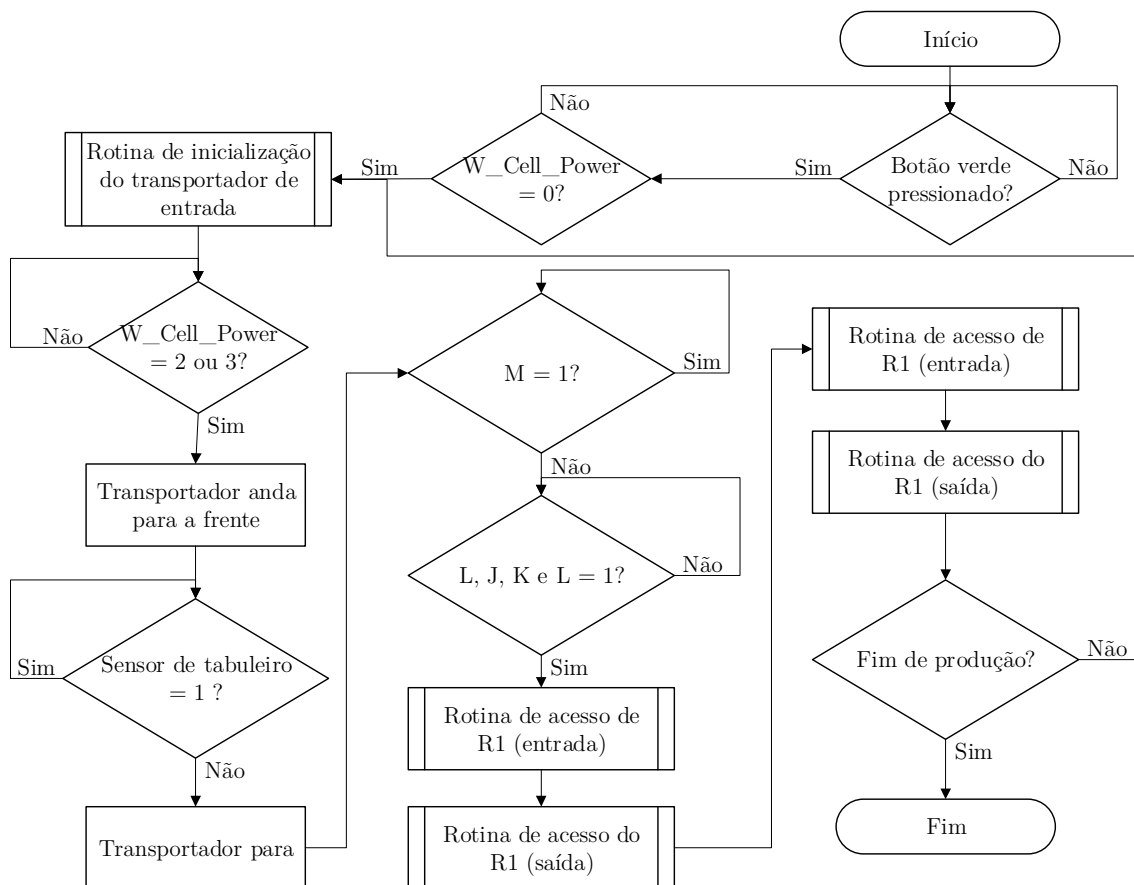 Início
Botão verde
pressionado?
Não
Sim
W_Cell_Power
= 0?
Não
Sim
Rotina de inicialização
do transportador de
entrada
W_Cell_Power
= 2 ou 3?
Não
Sim
Transportador anda
para a frente
Sensor de tabuleiro
= 1 ?
Sim
Não
Transportador para
M = 1?
Sim
Não
L, J, K e L = 1?
Não
Sim
Rotina de acesso de
R1 (entrada)
Rotina de acesso do
R1 (saída)
Rotina de acesso de
R1 (entrada)
Rotina de acesso do
R1 (saída)
Fim de produção?
Não
Sim
Fim